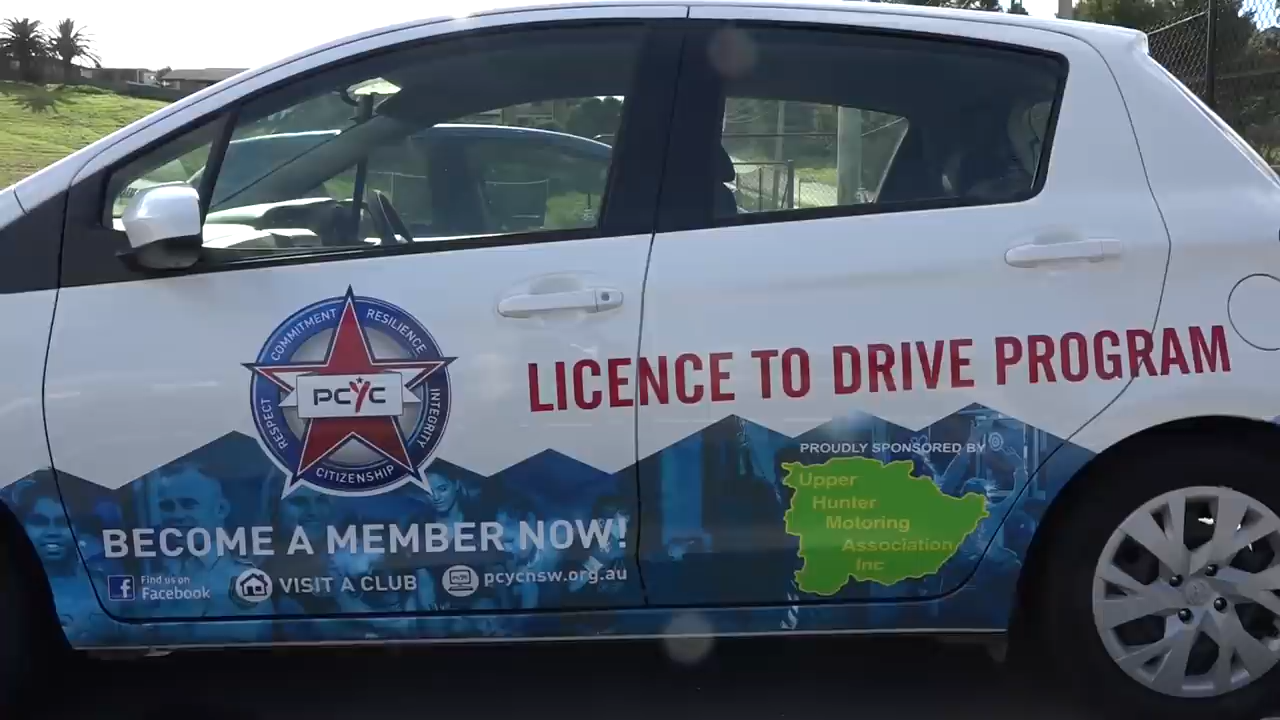 COMMITMENT
RESILIENCE
RESPECT
PCYC
INTEGRITY
CITIZENSHIP
LICENCE TO DRIVE PROGRAM
PROUDLY SPONSORED BY
Upper
Hunter
Motoring
Association
Inc
BECOME A MEMBER NOW!
Find us on
Facebook
VISIT A CLUB
pcycnsw.org.au